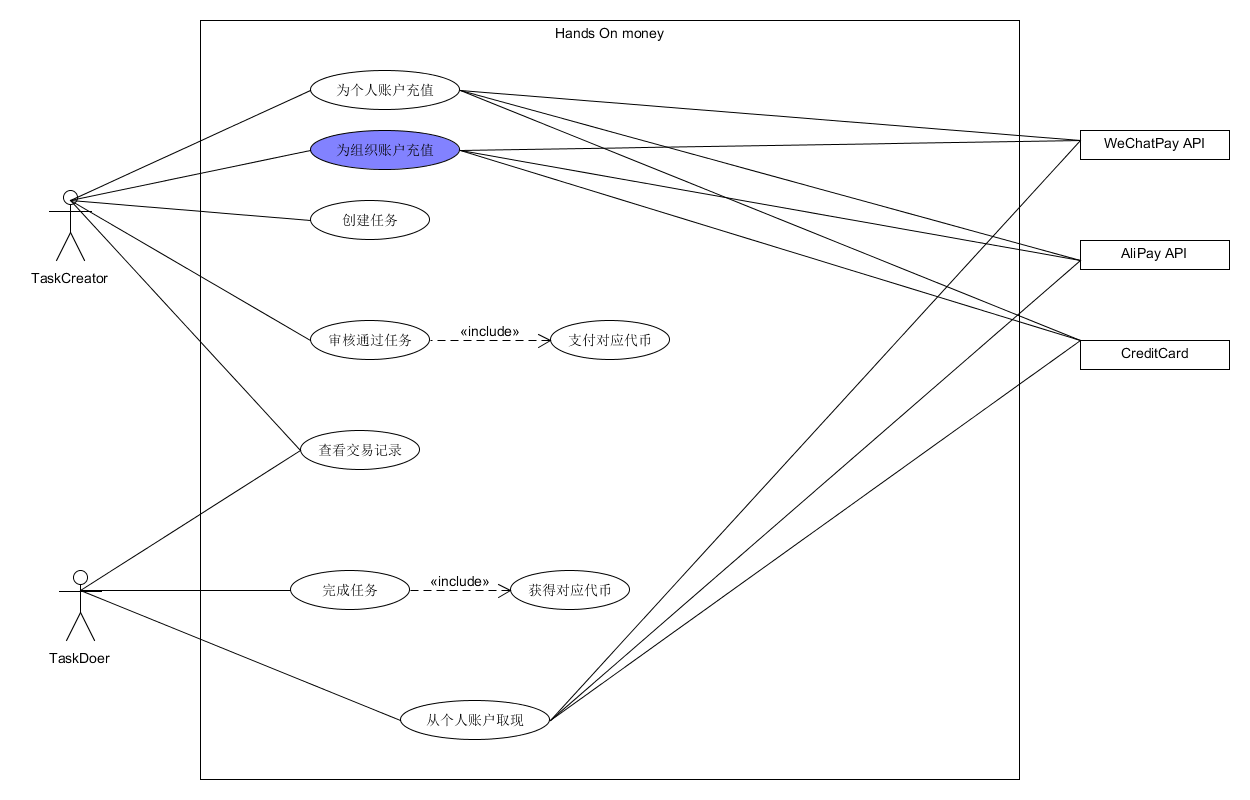 Hands On money
为个人账户充值
为组织账户充值
WeChatPay API
创建任务
AliPay API
TaskCreator
审核通过任务
«include»
支付对应代币
CreditCard
查看交易记录
完成任务
«include»
获得对应代币
TaskDoer
从个人账户取现